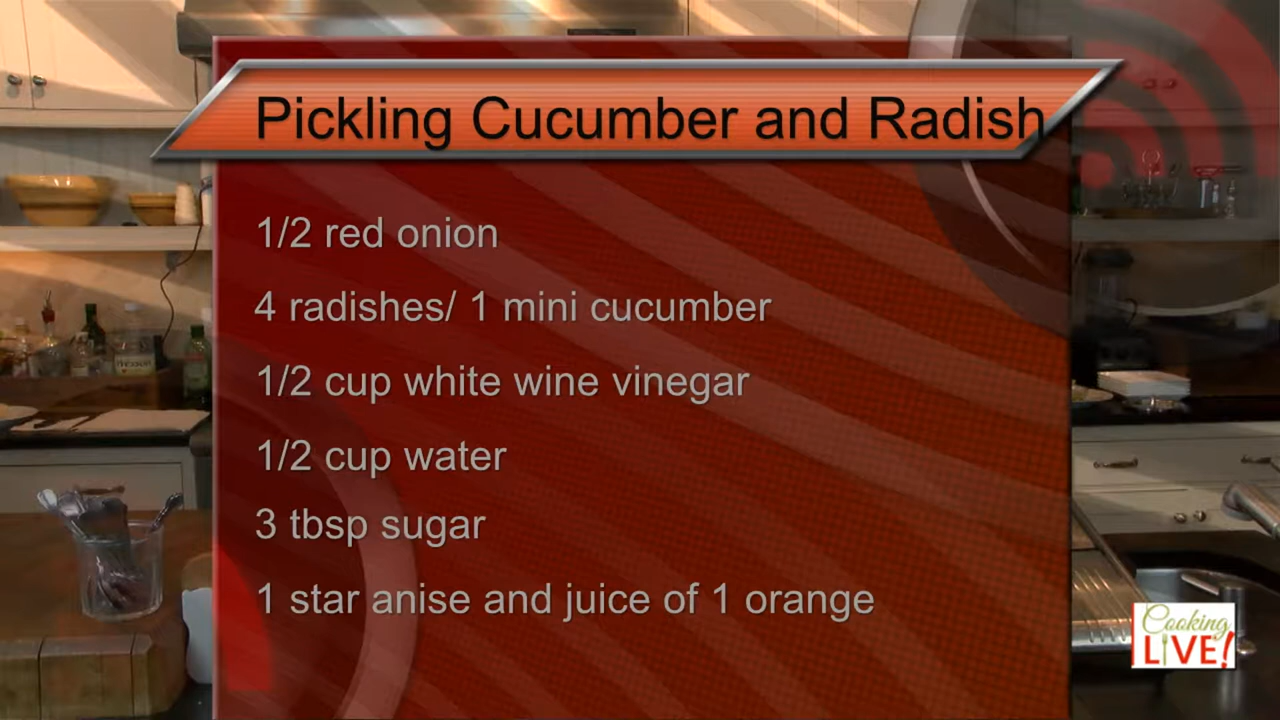 Pickling Cucumber and Radish
1/2 red onion
4 radishes/ 1 mini cucumber
1/2 cup white wine vinegar
1/2 cup water
3 tbsp sugar
1 star anise and juice of 1 orange
Cooking
LIVE!